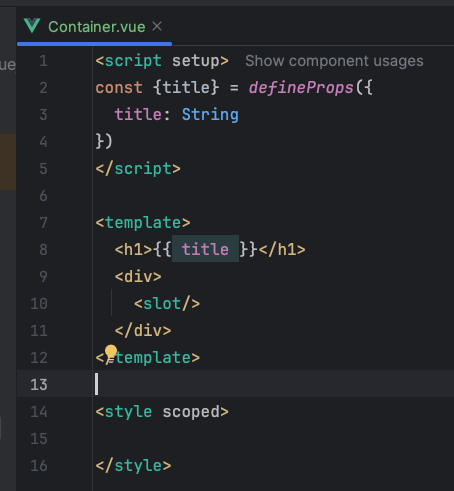 Container.vue
ue
1 <script setup> Show component usages
2 const {title} = defineProps({
3   title: String
4 })
5 </script>
6
7 <template>
8   <h1>{{ title }}</h1>
9   <div>
10     <slot/>
11   </div>
12 </template>
13
14 <style scoped>
15
16 </style>